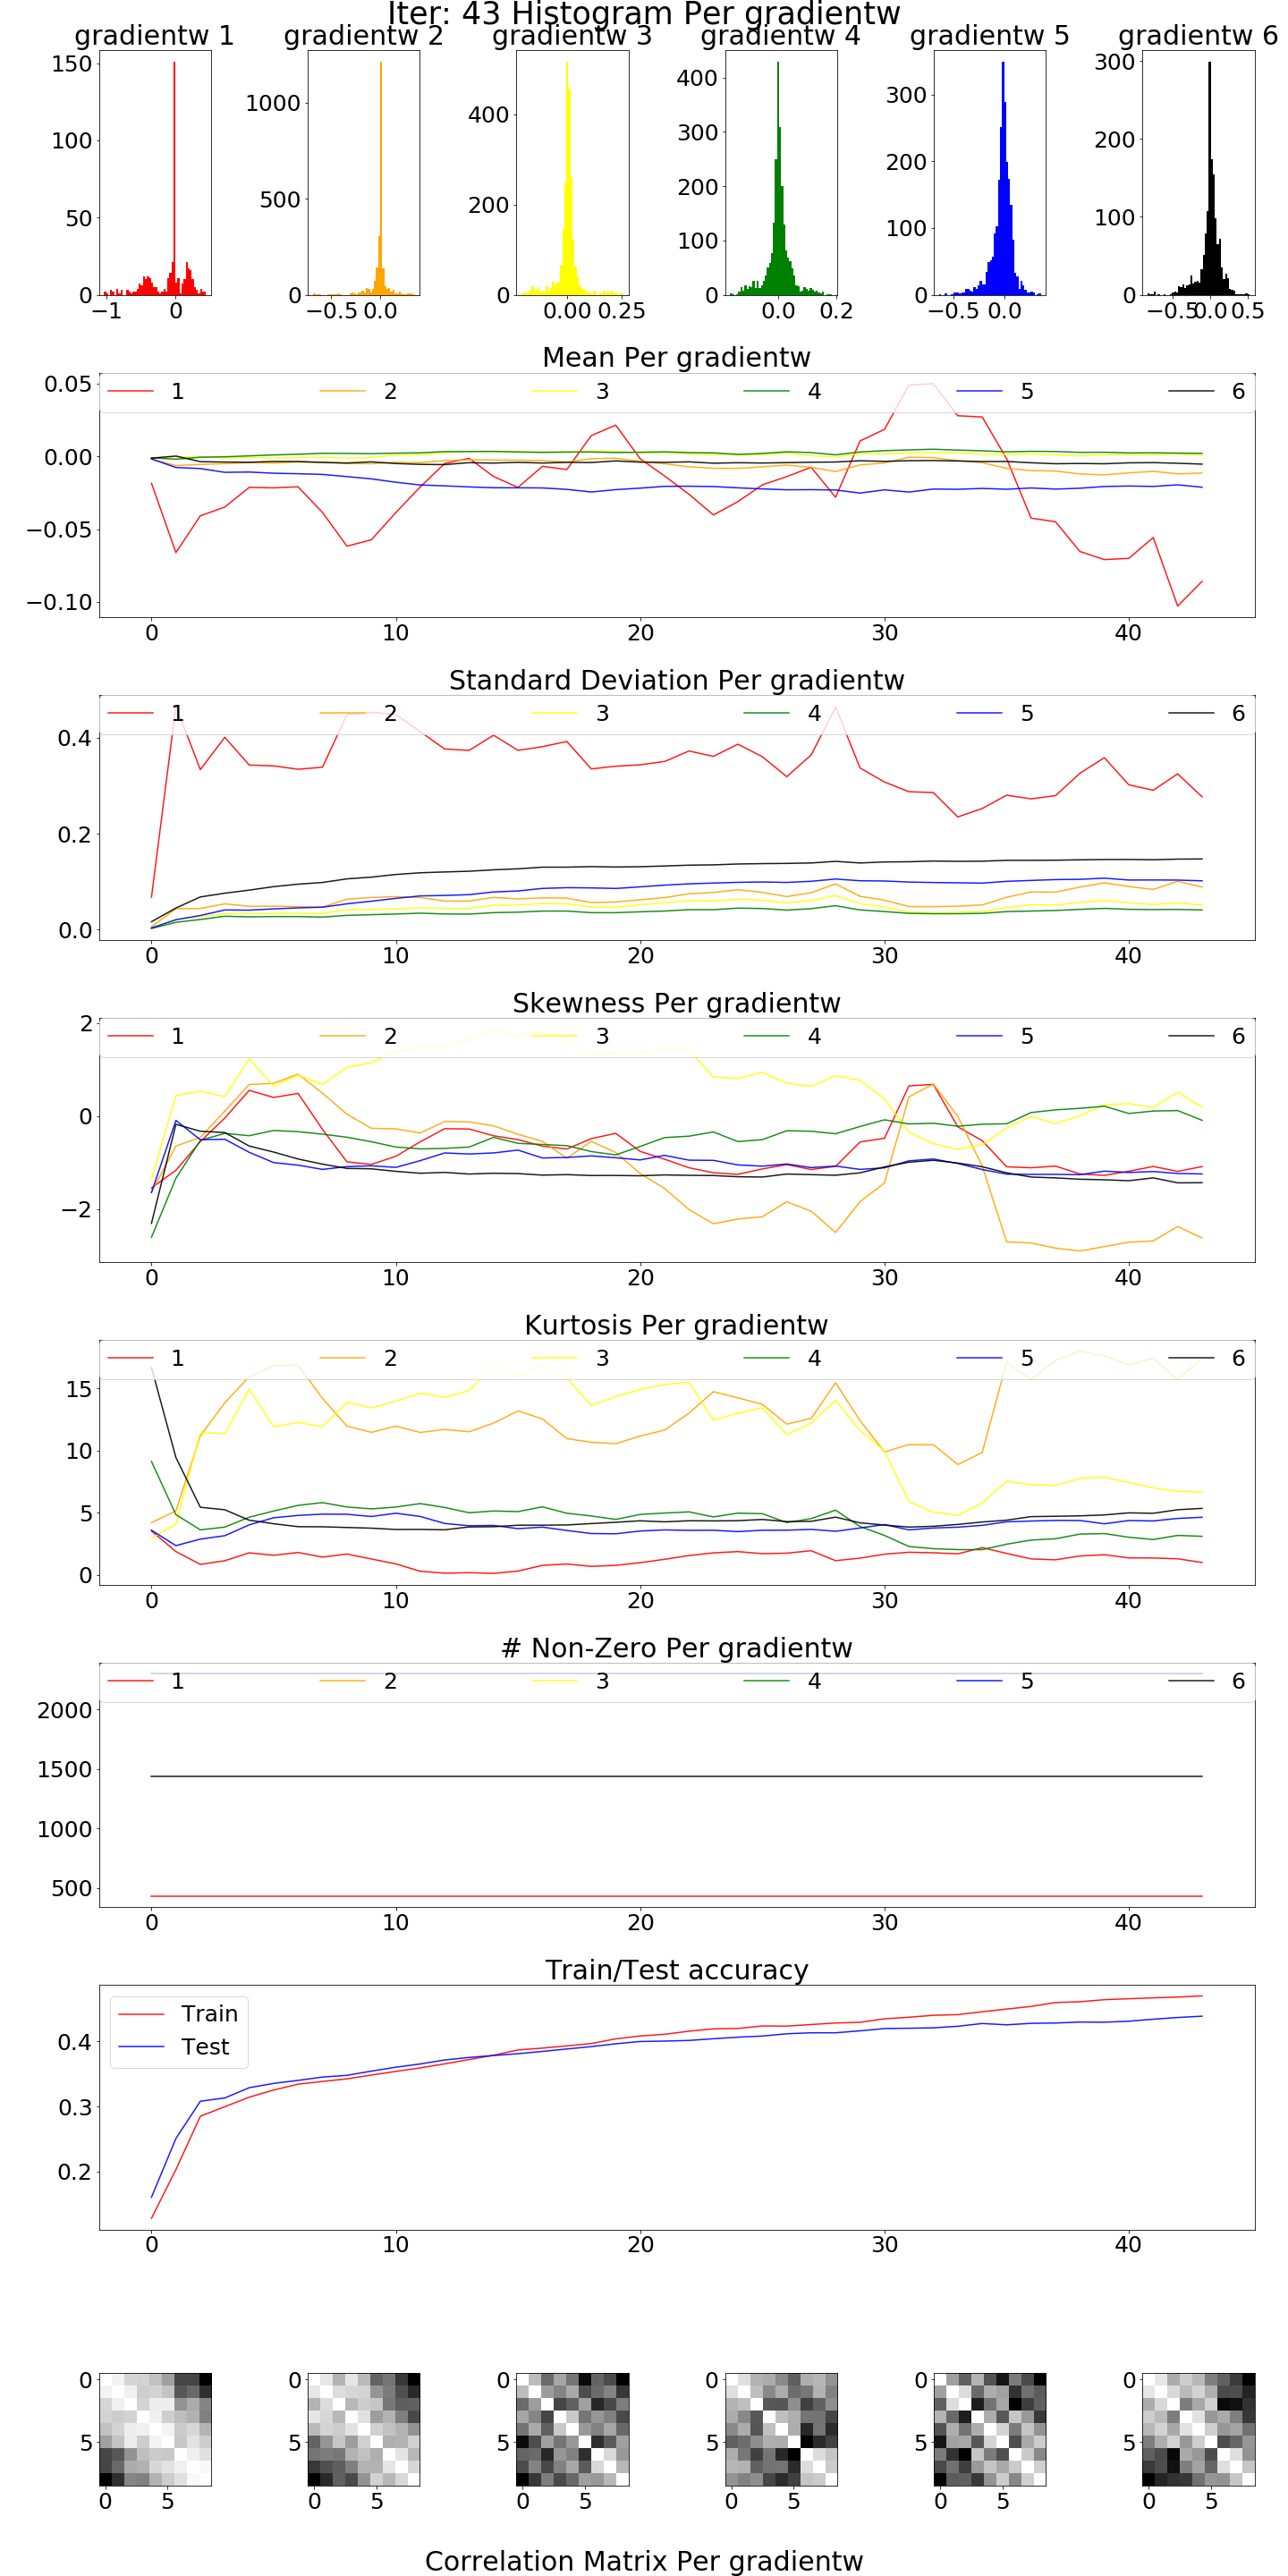 Iter: 43 Histogram Per gradientw
gradientw 1 gradientw 2 gradientw 3 gradientw 4 gradientw 5 gradientw 6
150
100
50
0
−1 0
1000
500
0
−0.5 0.0
400
200
0
0.00 0.25
400
300
200
100
0
0.0 0.2
300
200
100
0
−0.5 0.0
300
200
100
0
−0.5 0.0 0.5
Mean Per gradientw
1 2 3 4 5 6
0.05
0.00
−0.05
−0.10
0 10 20 30 40
Standard Deviation Per gradientw
1 2 3 4 5 6
0.4
0.2
0.0
0 10 20 30 40
Skewness Per gradientw
1 2 3 4 5 6
2
0
−2
0 10 20 30 40
Kurtosis Per gradientw
1 2 3 4 5 6
15
10
5
0
0 10 20 30 40
# Non-Zero Per gradientw
1 2 3 4 5 6
2000
1500
1000
500
0 10 20 30 40
Train/Test accuracy
Train
Test
0.4
0.3
0.2
0 10 20 30 40
0 0 0 0 0 0
5 5 5 5 5 5
0 5 0 5 0 5 0 5 0 5 0 5
Correlation Matrix Per gradientw